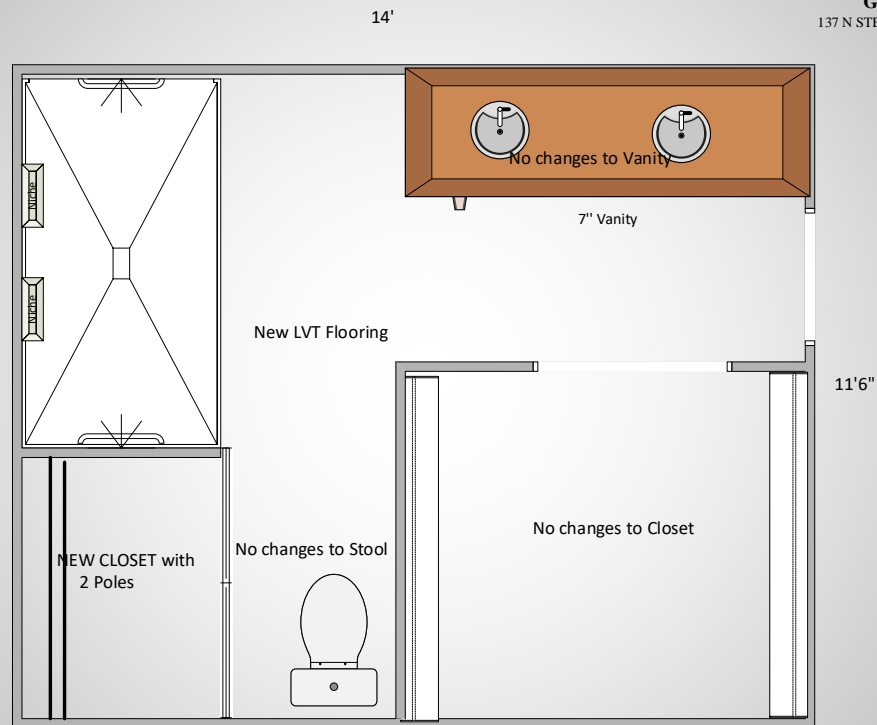 14'
G
137 N STE
No changes to Vanity
7'' Vanity
Niche
Niche
New LVT Flooring
11'6"
No changes to Closet
No changes to Stool
NEW CLOSET with
2 Poles